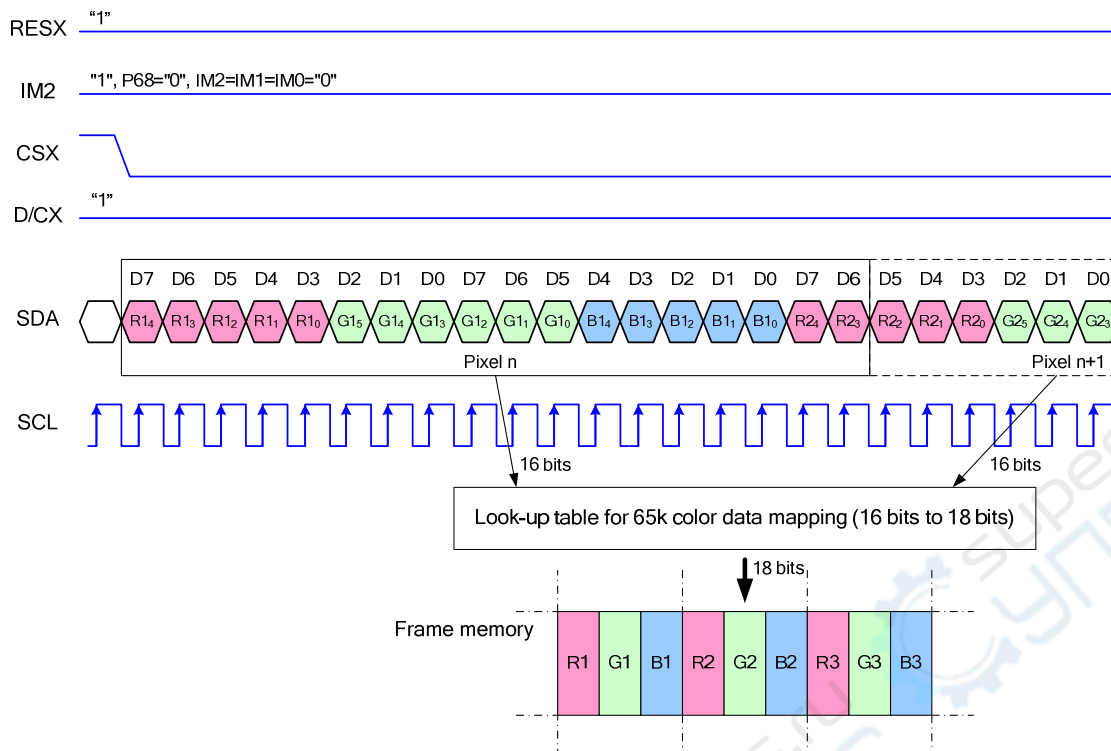 RESX "1"
IM2 "1", P68="0", IM2=IM1=IM0="0"
CSX
D/CX "1"
D7 D6 D5 D4 D3 D2 D1 D0 D7 D6 D5 D4 D3 D2 D1 D0 D7 D6 D5 D4 D3 D2 D1 D0
SDA R1₄ R1₃ R1₂ R1₁ R1₀ G1₅ G1₄ G1₃ G1₂ G1₁ G1₀ B1₄ B1₃ B1₂ B1₁ B1₀ R2₄ R2₃ R2₂ R2₁ R2₀ G2₅ G2₄ G2₃
Pixel n Pixel n+1
SCL
16 bits 16 bits
Look-up table for 65k color data mapping (16 bits to 18 bits)
18 bits
Frame memory
R1 G1 B1 R2 G2 B2 R3 G3 B3